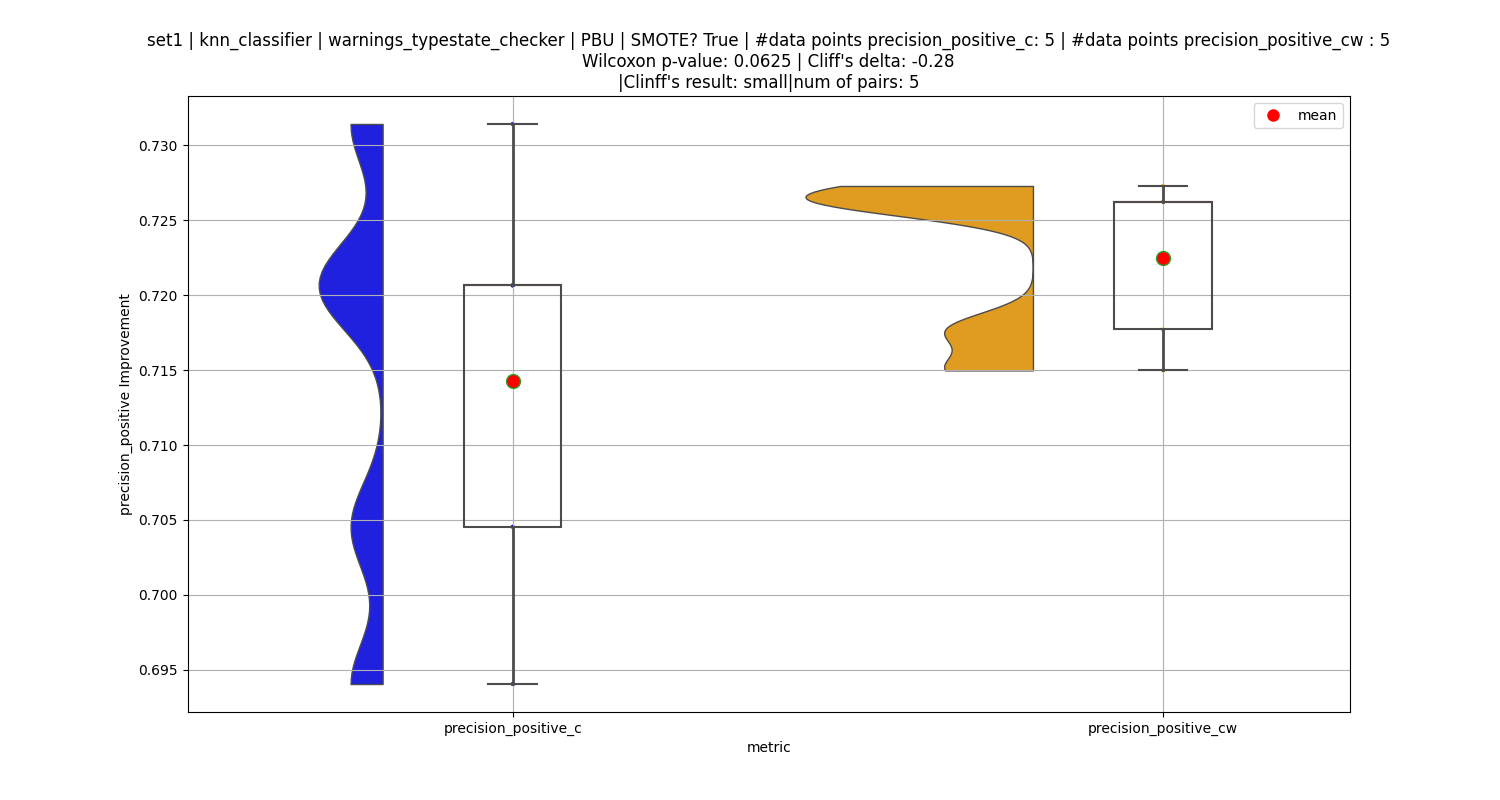 set1 | knn_classifier | warnings_typestate_checker | PBU | SMOTE? True | #data points precision_positive_c: 5 | #data points precision_positive_cw : 5
Wilcoxon p-value: 0.0625 | Cliff's delta: -0.28
|Clinff's result: small|num of pairs: 5
mean
precision_positive Improvement
0.730
0.725
0.720
0.715
0.710
0.705
0.700
0.695
precision_positive_c
precision_positive_cw
metric